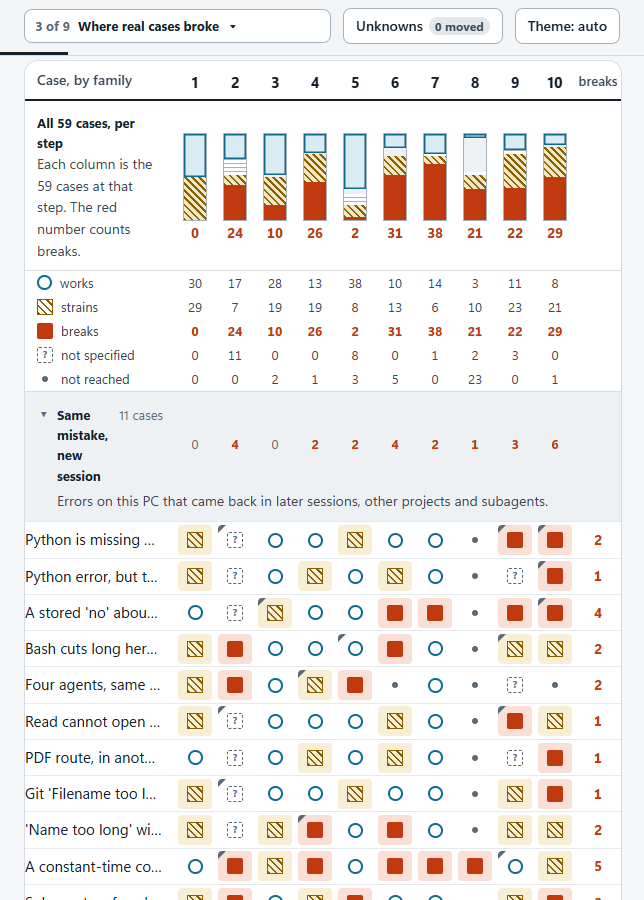 3 of 9 Where real cases broke
Unknowns 0 moved
Theme: auto
Case, by family 1 2 3 4 5 6 7 8 9 10 breaks
All 59 cases, per
step
Each column is the
59 cases at that
step. The red
number counts
breaks.
0 24 10 26 2 31 38 21 22 29
works 30 17 28 13 38 10 14 3 11 8
strains 29 7 19 19 8 13 6 10 23 21
breaks 0 24 10 26 2 31 38 21 22 29
? not specified 0 11 0 0 8 0 1 2 3 0
not reached 0 0 2 1 3 5 0 23 0 1
Same
mistake,
new
session
11 cases
0 4 0 2 2 4 2 1 3 6
Errors on this PC that came back in later sessions, other projects and subagents.
Python is missing ... ? 2
Python error, but t... ? ? 1
A stored 'no' abou... ? 4
Bash cuts long her... 2
Four agents, same ... ? 2
Read cannot open ... ? 1
PDF route, in anot... ? ? 1
Git 'Filename too l... ? 1
'Name too long' wi... ? 2
A constant-time co... 5